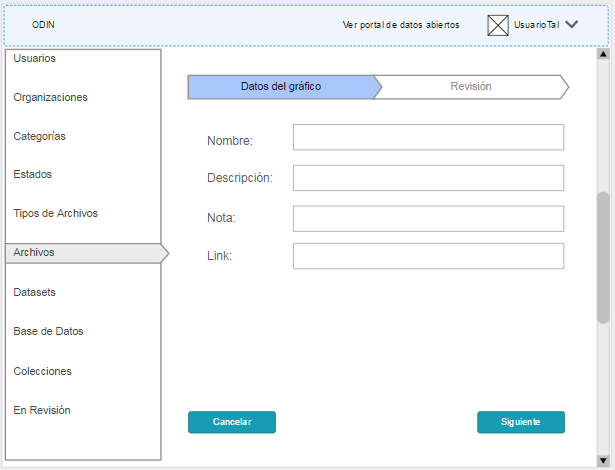 ODIN
Ver portal de datos abiertos
UsuarioTal
Usuarios
Organizaciones
Categorías
Estados
Tipos de Archivos
Archivos
Datasets
Base de Datos
Colecciones
En Revisión
Datos del gráfico
Revisión
Nombre:
Descripción:
Nota:
Link:
Cancelar
Siguiente